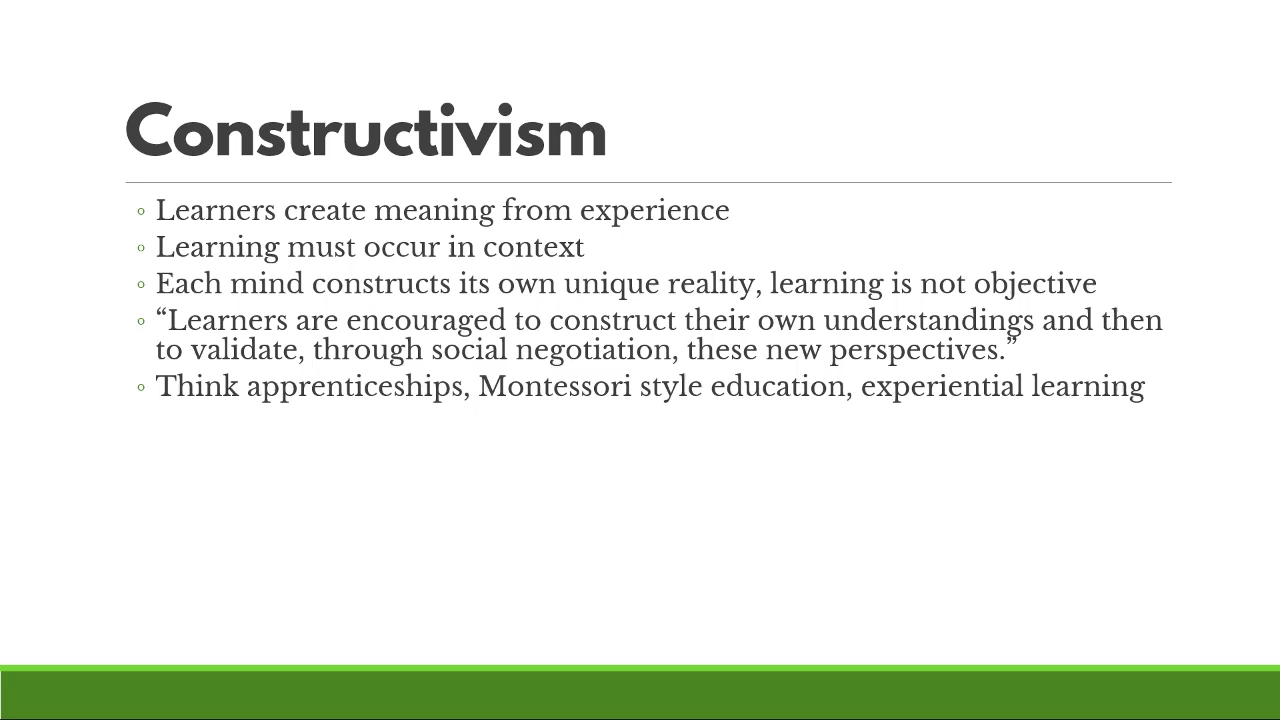 Constructivism
◦ Learners create meaning from experience
◦ Learning must occur in context
◦ Each mind constructs its own unique reality, learning is not objective
◦ “Learners are encouraged to construct their own understandings and then
to validate, through social negotiation, these new perspectives.”
◦ Think apprenticeships, Montessori style education, experiential learning